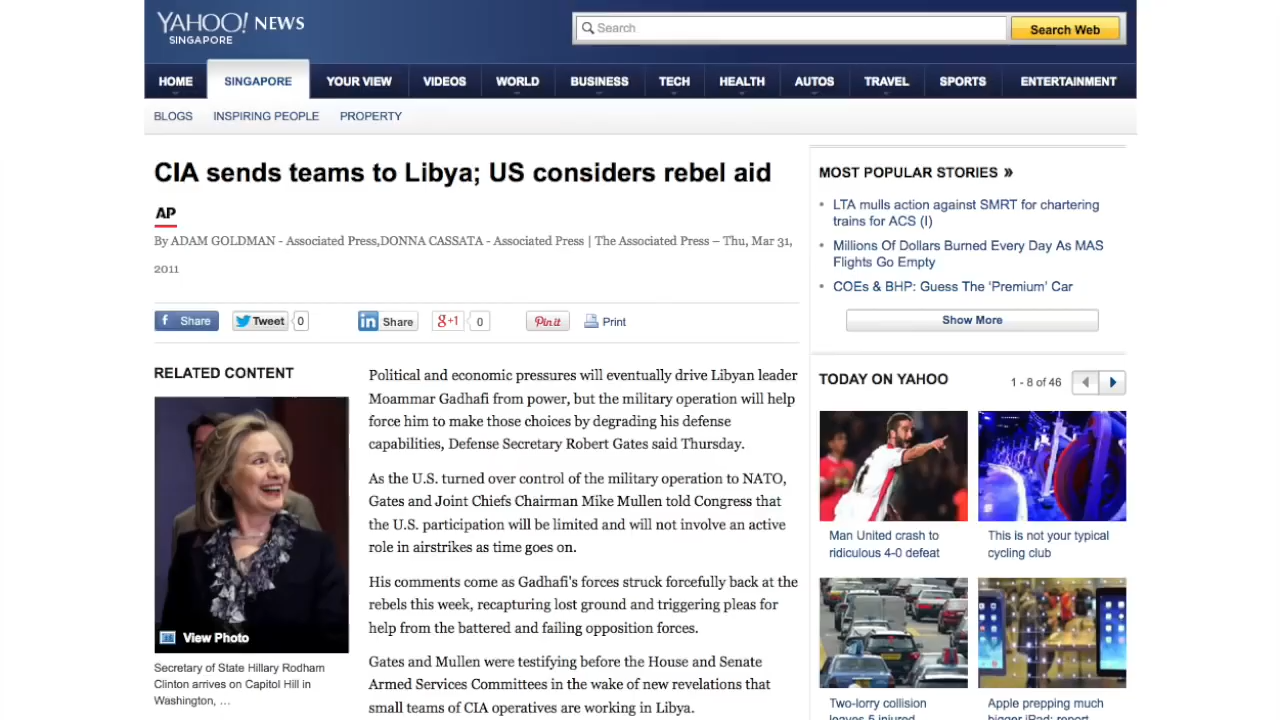 YAHOO! NEWS
SINGAPORE
Search
Search Web
HOME
SINGAPORE
YOUR VIEW
VIDEOS
WORLD
BUSINESS
TECH
HEALTH
AUTOS
TRAVEL
SPORTS
ENTERTAINMENT
BLOGS
INSPIRING PEOPLE
PROPERTY
CIA sends teams to Libya; US considers rebel aid
AP
By ADAM GOLDMAN - Associated Press,DONNA CASSATA - Associated Press | The Associated Press – Thu, Mar 31,
2011
f Share
Tweet
0
in Share
g+1
0
Pin it
Print
RELATED CONTENT
View Photo
Secretary of State Hillary Rodham
Clinton arrives on Capitol Hill in
Washington, ...
Political and economic pressures will eventually drive Libyan leader
Moammar Gadhafi from power, but the military operation will help
force him to make those choices by degrading his defense
capabilities, Defense Secretary Robert Gates said Thursday.
As the U.S. turned over control of the military operation to NATO,
Gates and Joint Chiefs Chairman Mike Mullen told Congress that
the U.S. participation will be limited and will not involve an active
role in airstrikes as time goes on.
His comments come as Gadhafi's forces struck forcefully back at the
rebels this week, recapturing lost ground and triggering pleas for
help from the battered and failing opposition forces.
Gates and Mullen were testifying before the House and Senate
Armed Services Committees in the wake of new revelations that
small teams of CIA operatives are working in Libya.
MOST POPULAR STORIES »
• LTA mulls action against SMRT for chartering
trains for ACS (I)
• Millions Of Dollars Burned Every Day As MAS
Flights Go Empty
• COEs & BHP: Guess The ‘Premium’ Car
Show More
TODAY ON YAHOO
1 - 8 of 46
Man United crash to
ridiculous 4-0 defeat
This is not your typical
cycling club
Two-lorry collision
leaves 5 injured
Apple prepping much
bigger iPad: report